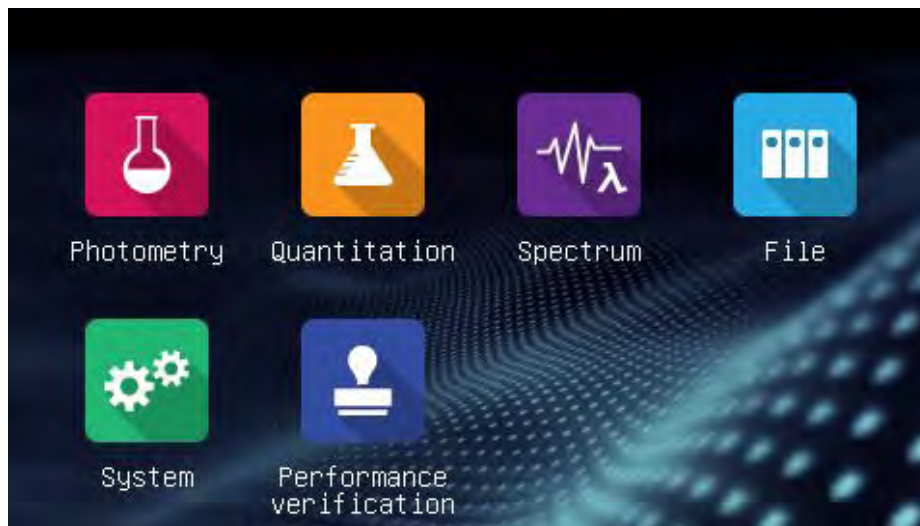 Photometry
Quantitation
Spectrum
File
System
Performance
verification